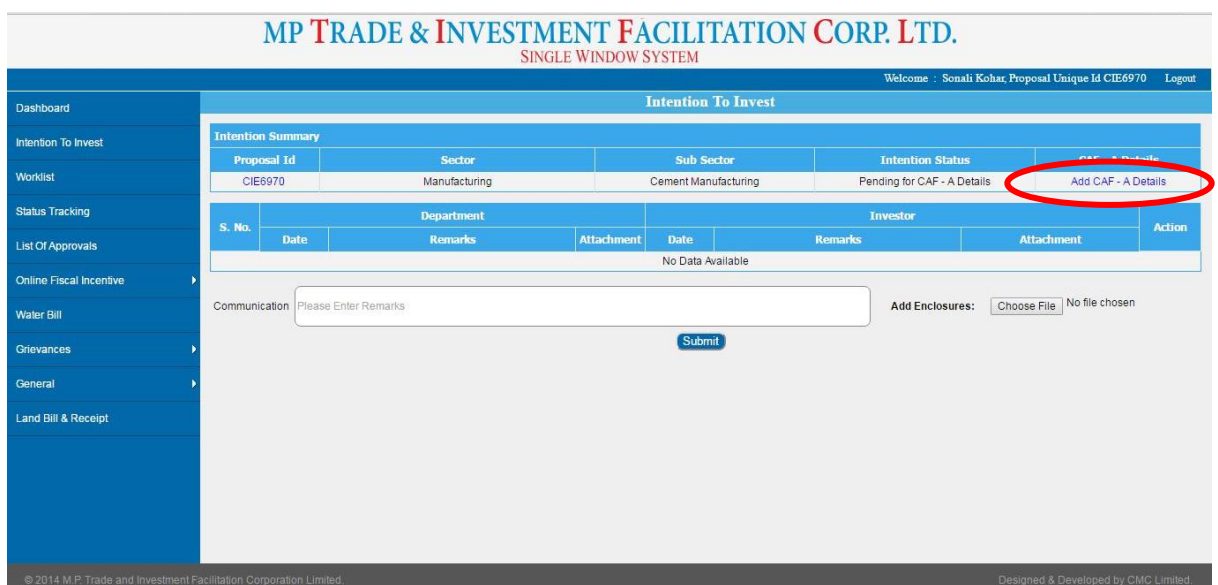 MP TRADE & INVESTMENT FACILITATION CORP. LTD.
SINGLE WINDOW SYSTEM
Welcome : Sonali Kohar, Proposal Unique Id CIE6970 Logout
Dashboard
Intention To Invest
Worklist
Status Tracking
List Of Approvals
Online Fiscal Incentive
Water Bill
Grievances
General
Land Bill & Receipt
Intention To Invest
Intention Summary
Proposal Id Sector Sub Sector Intention Status CAF - A Details
CIE6970 Manufacturing Cement Manufacturing Pending for CAF - A Details Add CAF - A Details
S. No. Department Investor Action
Date Remarks Attachment Date Remarks Attachment
No Data Available
Communication Please Enter Remarks Add Enclosures: Choose File No file chosen
Submit
© 2014 M.P. Trade and Investment Facilitation Corporation Limited. Designed & Developed by CMC Limited.